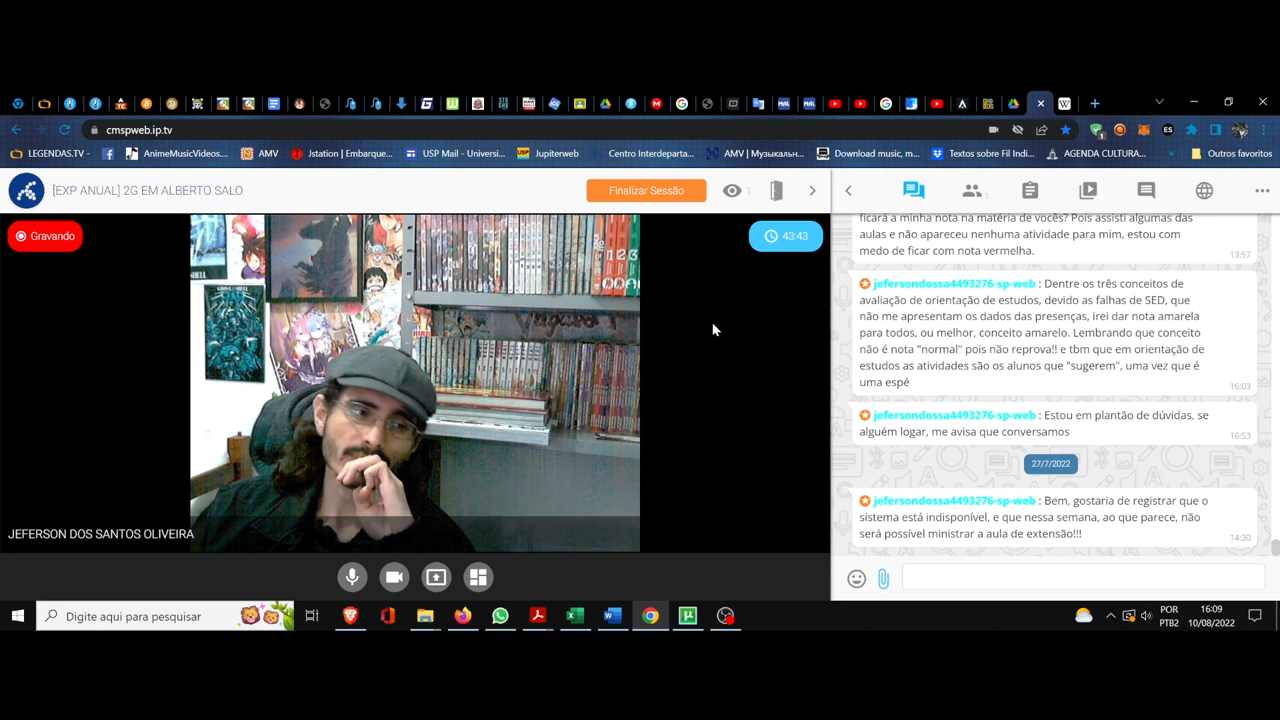 cmspweb.ip.tv
LEGENDAS.TV -
AnimeMusicVideos....
AMV
Jstation | Embarque...
USP Mail - Universi...
Jupiterweb
Centro Interdeparta...
AMV | Музыкальн...
Download music, m...
Textos sobre Fil Indi...
AGENDA CULTURA...
»
Outros favoritos
[EXP ANUAL] 2G EM ALBERTO SALO
Finalizar Sessão
1
1
Gravando
43:43
JEFERSON DOS SANTOS OLIVEIRA
ficará a minha nota na matéria de vocês? Pois assisti algumas das
aulas e não apareceu nenhuma atividade para mim, estou com
medo de ficar com nota vermelha.
13:57
jefersondossa4493276-sp-web : Dentre os três conceitos de
avaliação de orientação de estudos, devido as falhas de SED, que
não me apresentam os dados das presenças, irei dar nota amarela
para todos, ou melhor, conceito amarelo. Lembrando que conceito
não é nota "normal" pois não reprova!! e tbm que em orientação de
estudos as atividades são os alunos que "sugerem", uma vez que é
uma espé
16:03
jefersondossa4493276-sp-web : Estou em plantão de dúvidas, se
alguém logar, me avisa que conversamos
16:53
27/7/2022
jefersondossa4493276-sp-web : Bem, gostaria de registrar que o
sistema está indisponível, e que nessa semana, ao que parece, não
será possível ministrar a aula de extensão!!!
14:30
Digite aqui para pesquisar
POR
PTB2
16:09
10/08/2022